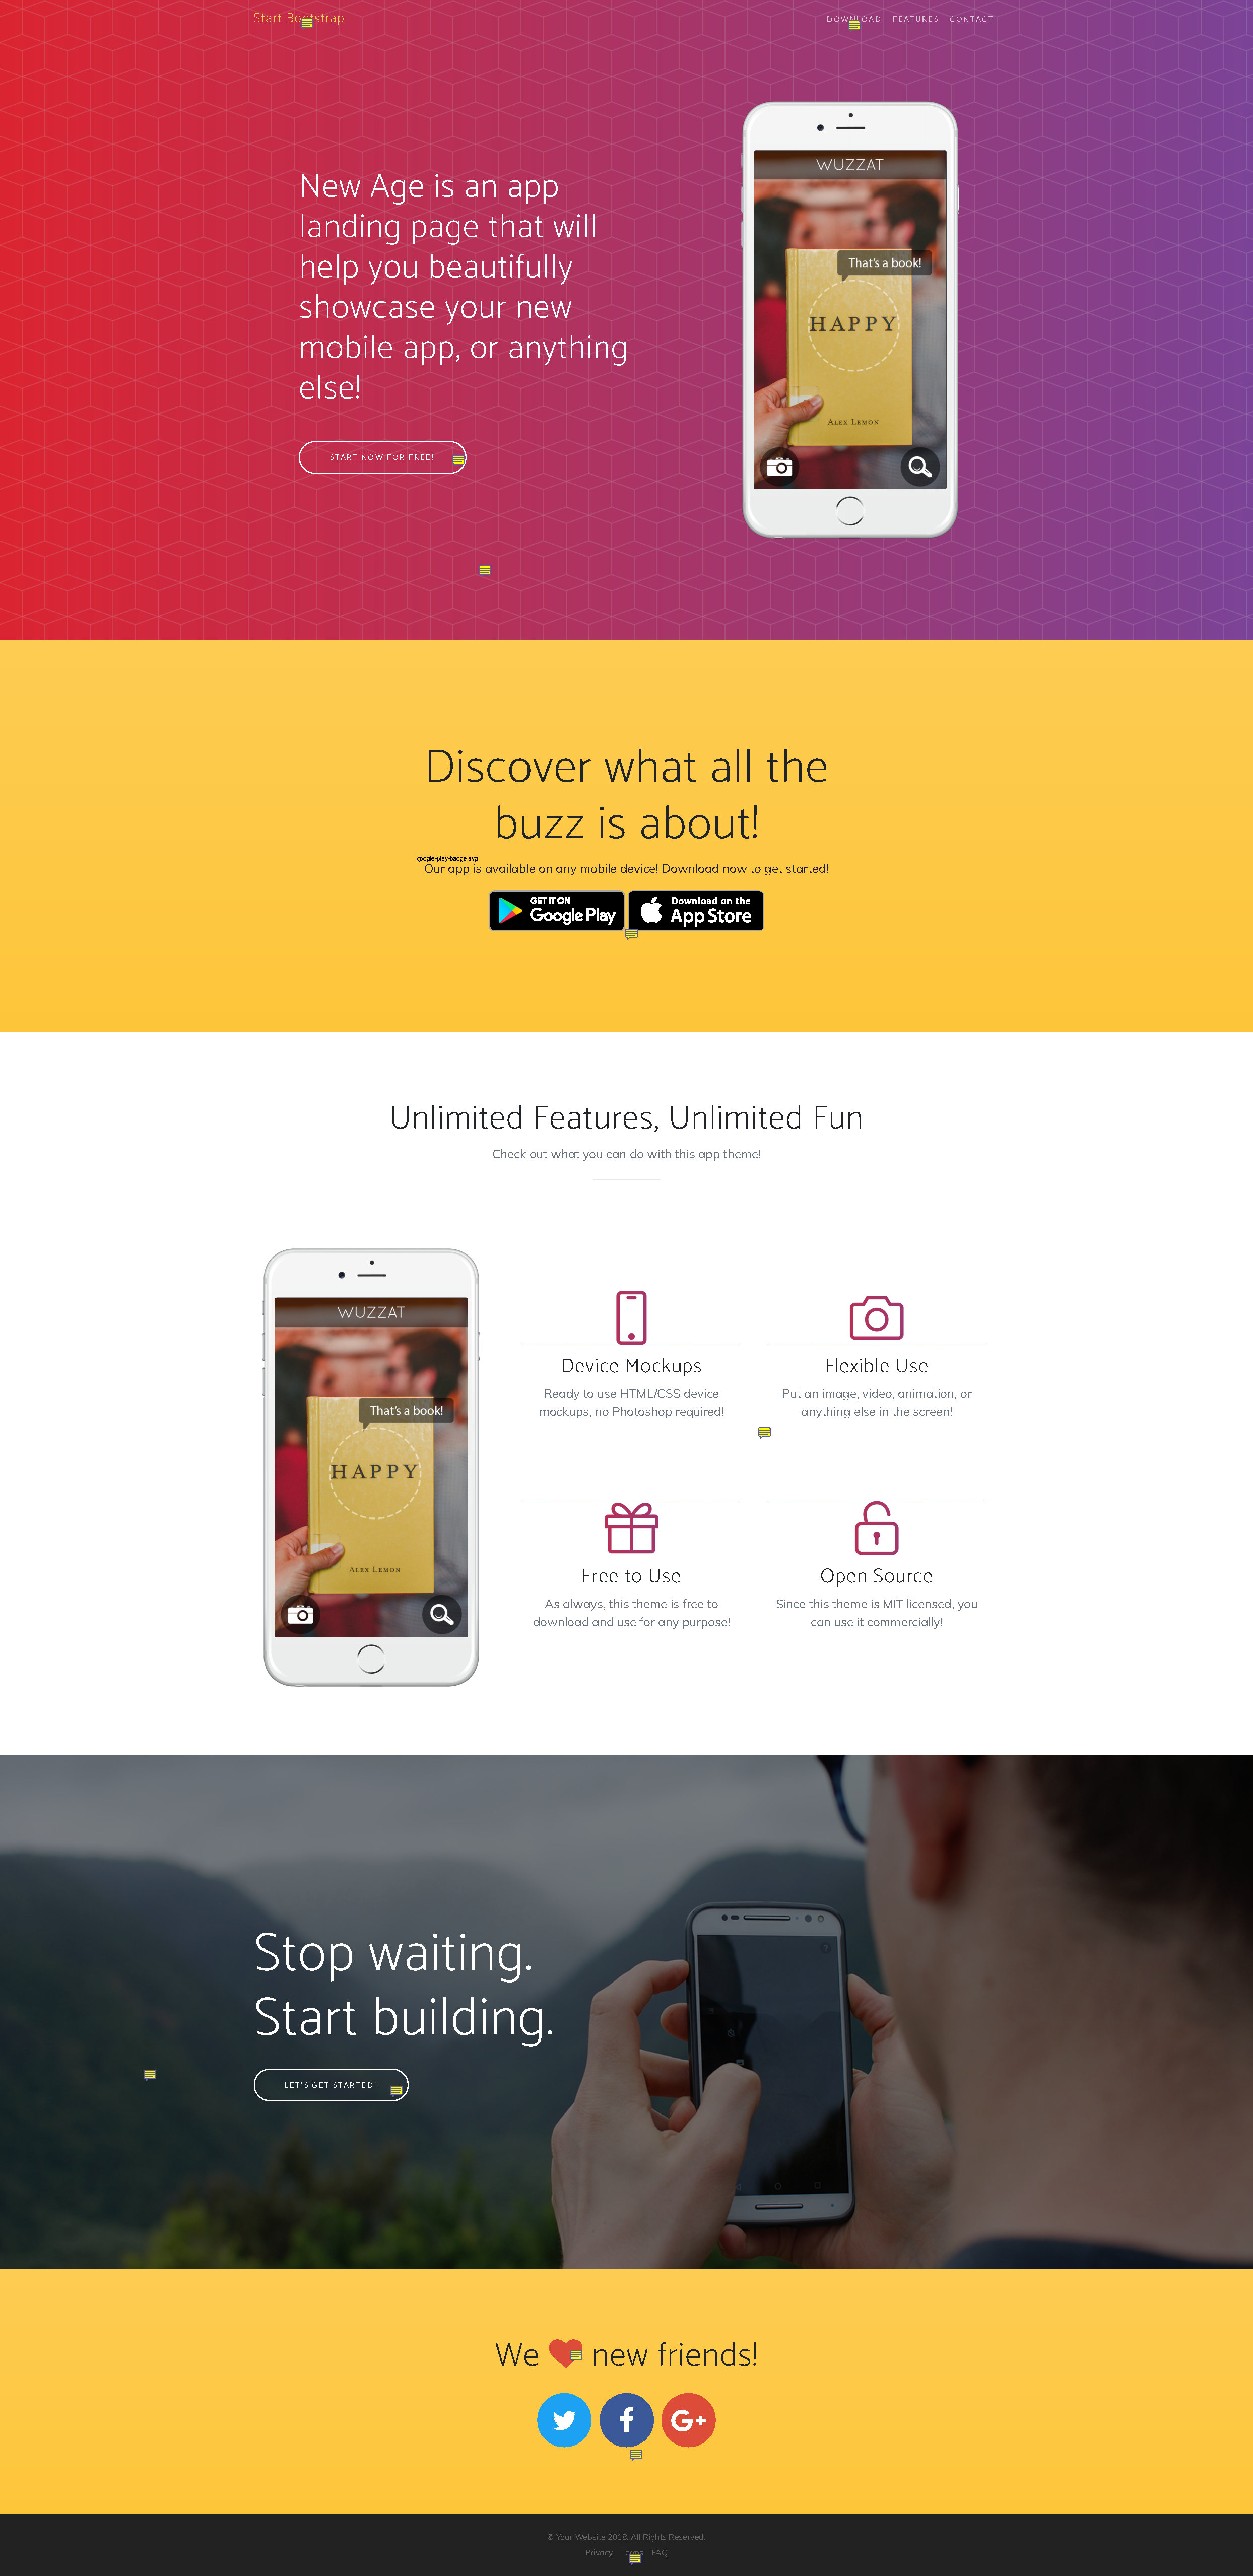 Start Bootstrap
DOWNLOAD FEATURES CONTACT
New Age is an app
landing page that will
help you beautifully
showcase your new
mobile app, or anything
else!
START NOW FOR FREE!
WUZZAT
That's a book!
HAPPY
ALEX LEMON
Discover what all the
buzz is about!
google-play-badge.svg
Our app is available on any mobile device! Download now to get started!
GET IT ON
Google Play
Download on the
App Store
Unlimited Features, Unlimited Fun
Check out what you can do with this app theme!
WUZZAT
That's a book!
HAPPY
ALEX LEMON
Device Mockups
Ready to use HTML/CSS device
mockups, no Photoshop required!
Flexible Use
Put an image, video, animation, or
anything else in the screen!
Free to Use
As always, this theme is free to
download and use for any purpose!
Open Source
Since this theme is MIT licensed, you
can use it commercially!
Stop waiting.
Start building.
LET'S GET STARTED!
We new friends!
f
G+
© Your Website 2018. All Rights Reserved.
Privacy Terms FAQ